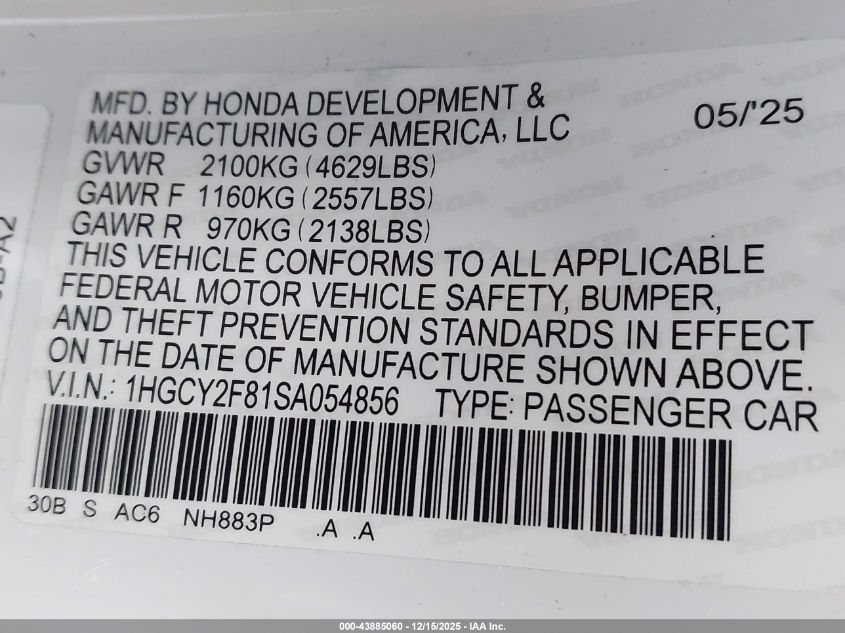 MFD. BY HONDA DEVELOPMENT &
MANUFACTURING OF AMERICA, LLC
05/'25
GVWR 2100KG (4629LBS)
GAWR F 1160KG (2557LBS)
GAWR R 970KG (2138LBS)
THIS VEHICLE CONFORMS TO ALL APPLICABLE
FEDERAL MOTOR VEHICLE SAFETY, BUMPER,
AND THEFT PREVENTION STANDARDS IN EFFECT
ON THE DATE OF MANUFACTURE SHOWN ABOVE.
V.I.N.: 1HGCY2F81SA054856 TYPE: PASSENGER CAR
30B S AC6 NH883P .A .A
000-43885060 - 12/15/2025 - IAA Inc.